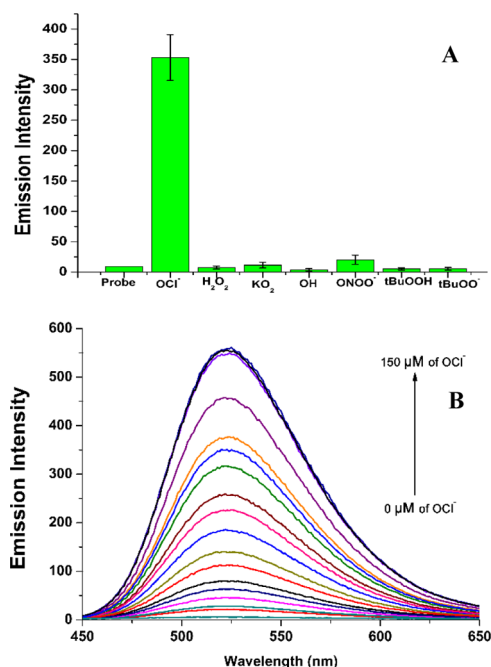 A
Emission Intensity
400
350
300
250
200
150
100
50
0
Probe OCl⁻ H₂O₂ KO₂ OH ONOO⁻ tBuOOH tBuOO⁻
B
Emission Intensity
600
500
400
300
200
100
0
150 µM of OCl⁻
0 µM of OCl⁻
450 500 550 600 650
Wavelength (nm)